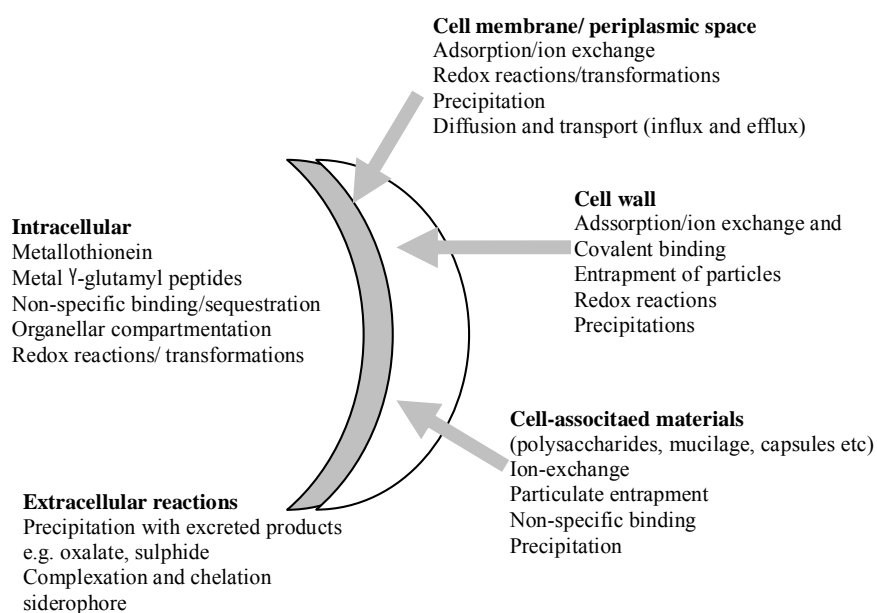 Cell membrane/ periplasmic space
Adsorption/ion exchange
Redox reactions/transformations
Precipitation
Diffusion and transport (influx and efflux)
Cell wall
Adssorption/ion exchange and
Covalent binding
Entrapment of particles
Redox reactions
Precipitations
Intracellular
Metallothionein
Metal γ-glutamyl peptides
Non-specific binding/sequestration
Organellar compartmentation
Redox reactions/ transformations
Cell-associtaed materials
(polysaccharides, mucilage, capsules etc)
Ion-exchange
Particulate entrapment
Non-specific binding
Precipitation
Extracellular reactions
Precipitation with excreted products
e.g. oxalate, sulphide
Complexation and chelation
siderophore